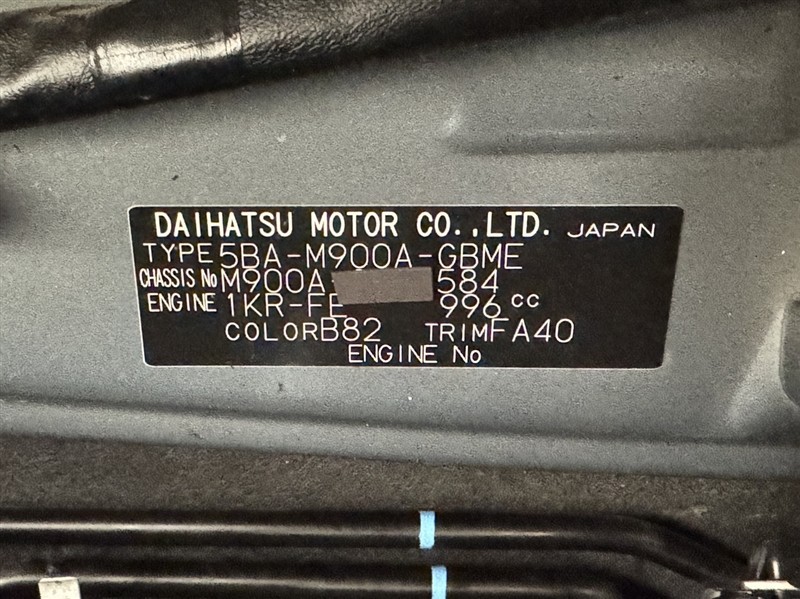 DAIHATSU MOTOR CO.,LTD. JAPAN
TYPE 5BA-M900A-GBME
CHASSIS No M900A 584
ENGINE 1KR-FE 996 cc
COLOR B82 TRIM FA40
ENGINE No